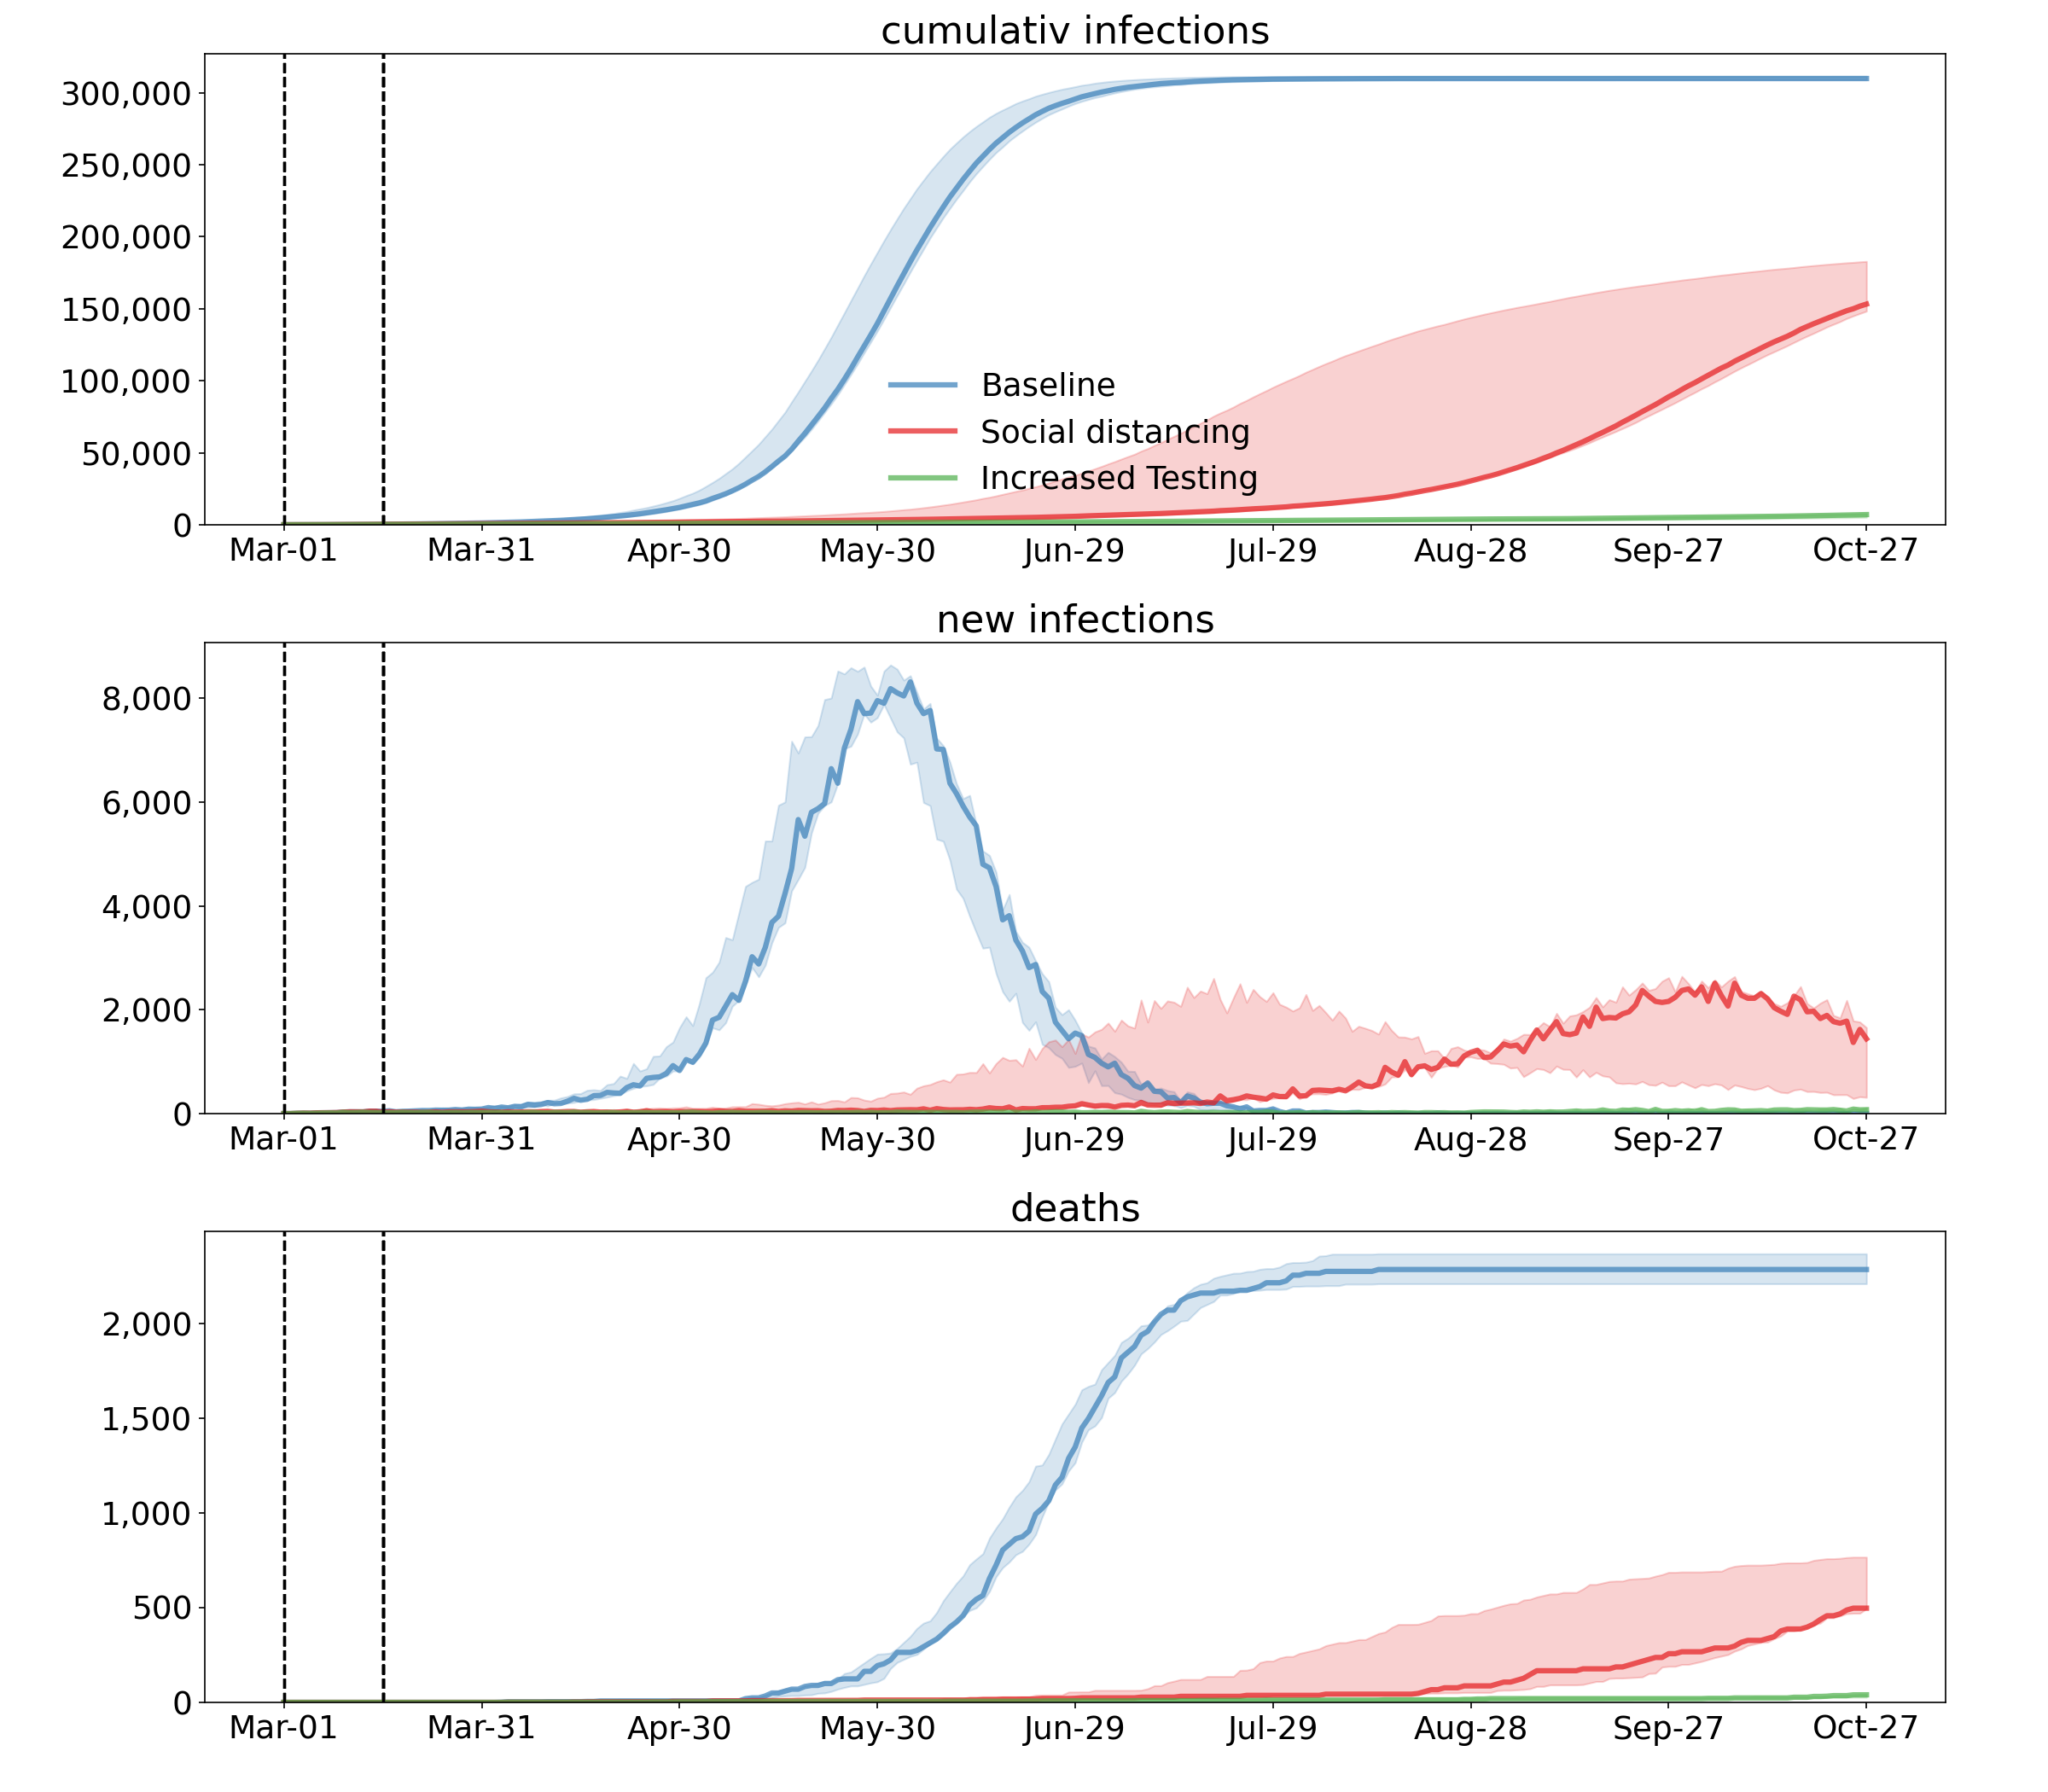 cumulativ infections
300,000
250,000
200,000
150,000
100,000
50,000
0
Baseline
Social distancing
Increased Testing
Mar-01 Mar-31 Apr-30 May-30 Jun-29 Jul-29 Aug-28 Sep-27 Oct-27
new infections
8,000
6,000
4,000
2,000
0
Mar-01 Mar-31 Apr-30 May-30 Jun-29 Jul-29 Aug-28 Sep-27 Oct-27
deaths
2,000
1,500
1,000
500
0
Mar-01 Mar-31 Apr-30 May-30 Jun-29 Jul-29 Aug-28 Sep-27 Oct-27